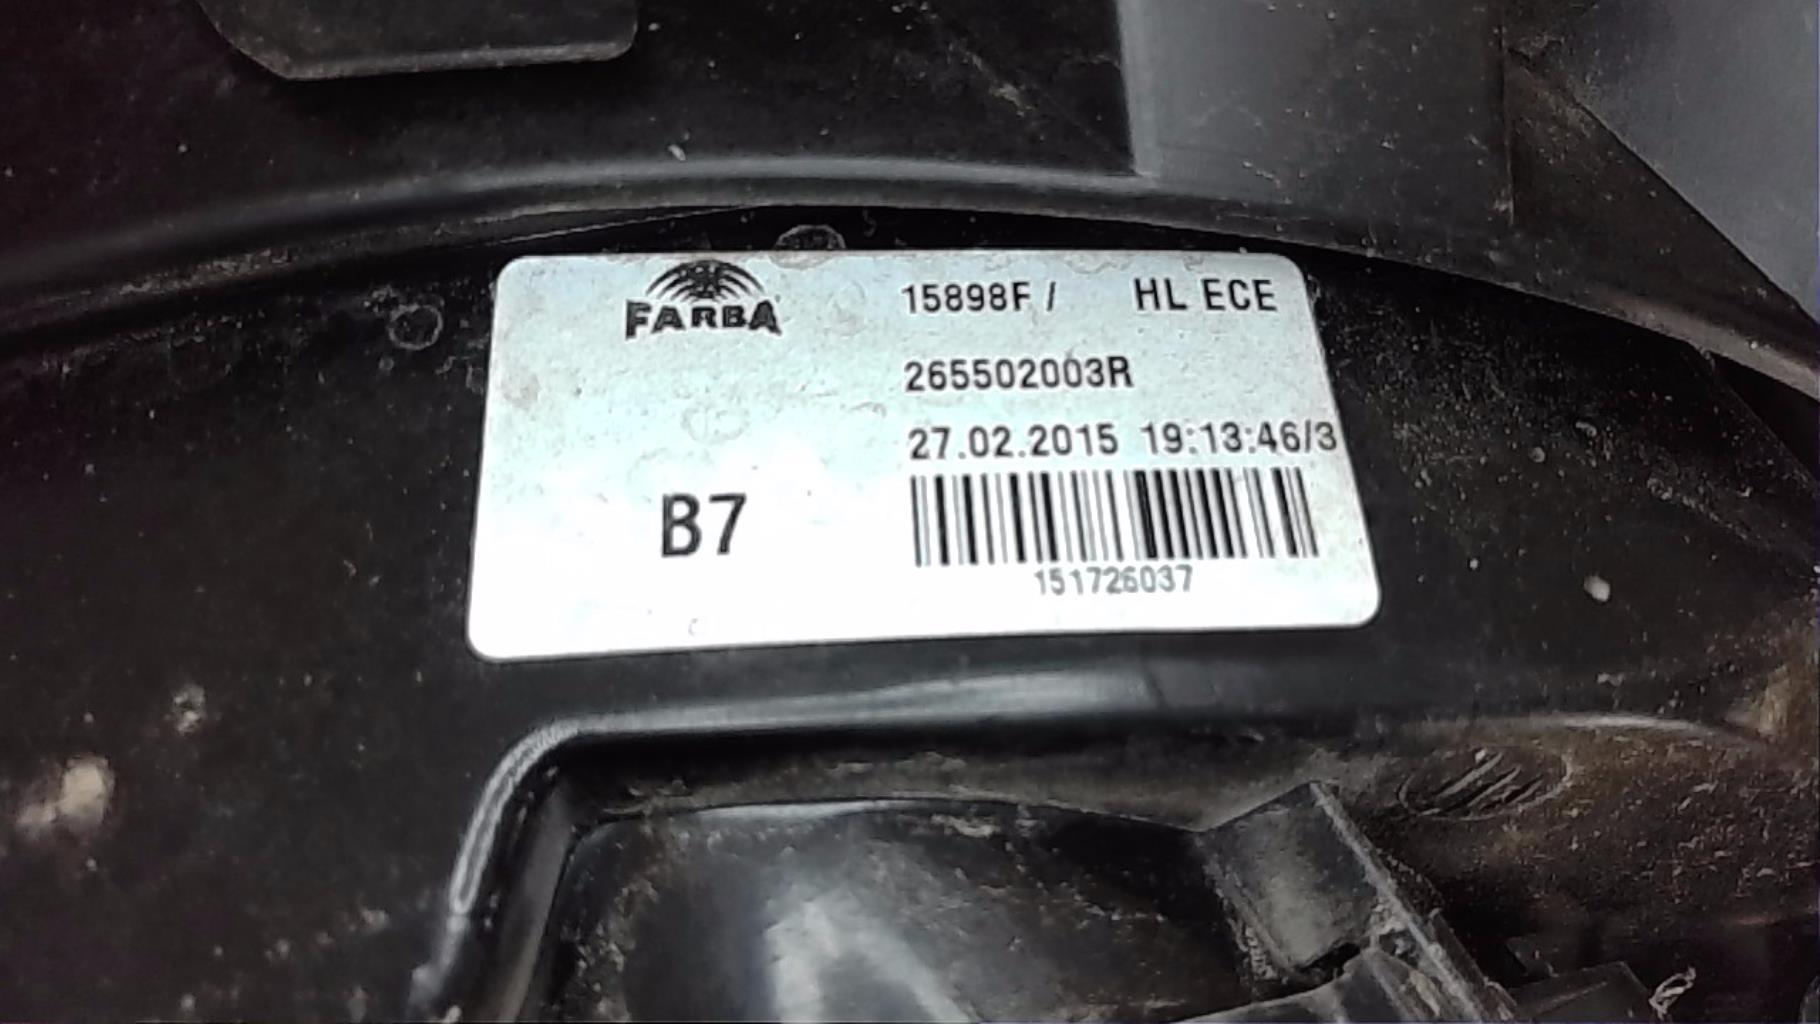 FARBA
15898F / HL ECE
265502003R
27.02.2015 19:13:46/3
B7
151726037